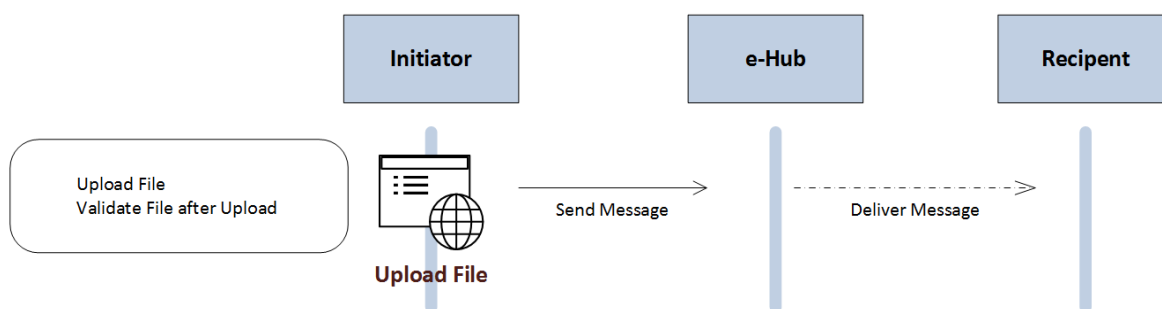 Initiator
e-Hub
Recipent
Upload File
Validate File after Upload
Send Message
Deliver Message
Upload File